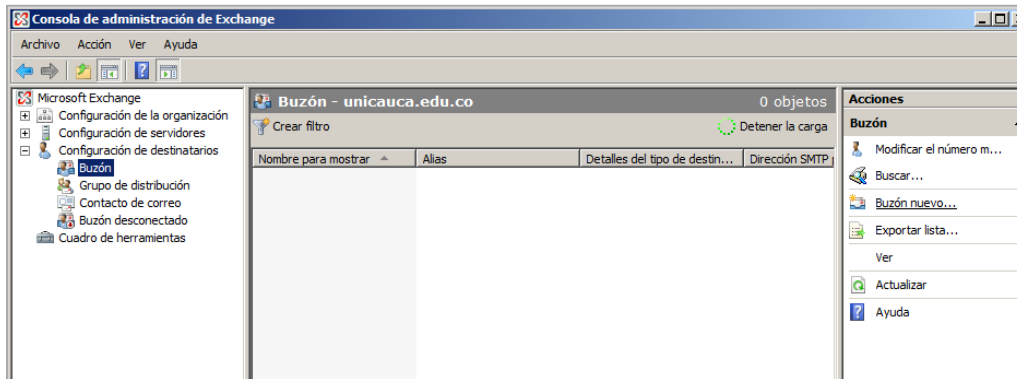 Consola de administración de Exchange
Archivo Acción Ver Ayuda
Microsoft Exchange
Configuración de la organización
Configuración de servidores
Configuración de destinatarios
Buzón
Grupo de distribución
Contacto de correo
Buzón desconectado
Cuadro de herramientas
Buzón - unicauca.edu.co 0 objetos
Crear filtro Detener la carga
Nombre para mostrar Alias Detalles del tipo de destin... Dirección SMTP
Acciones
Buzón
Modificar el número m...
Buscar...
Buzón nuevo...
Exportar lista...
Ver
Actualizar
Ayuda